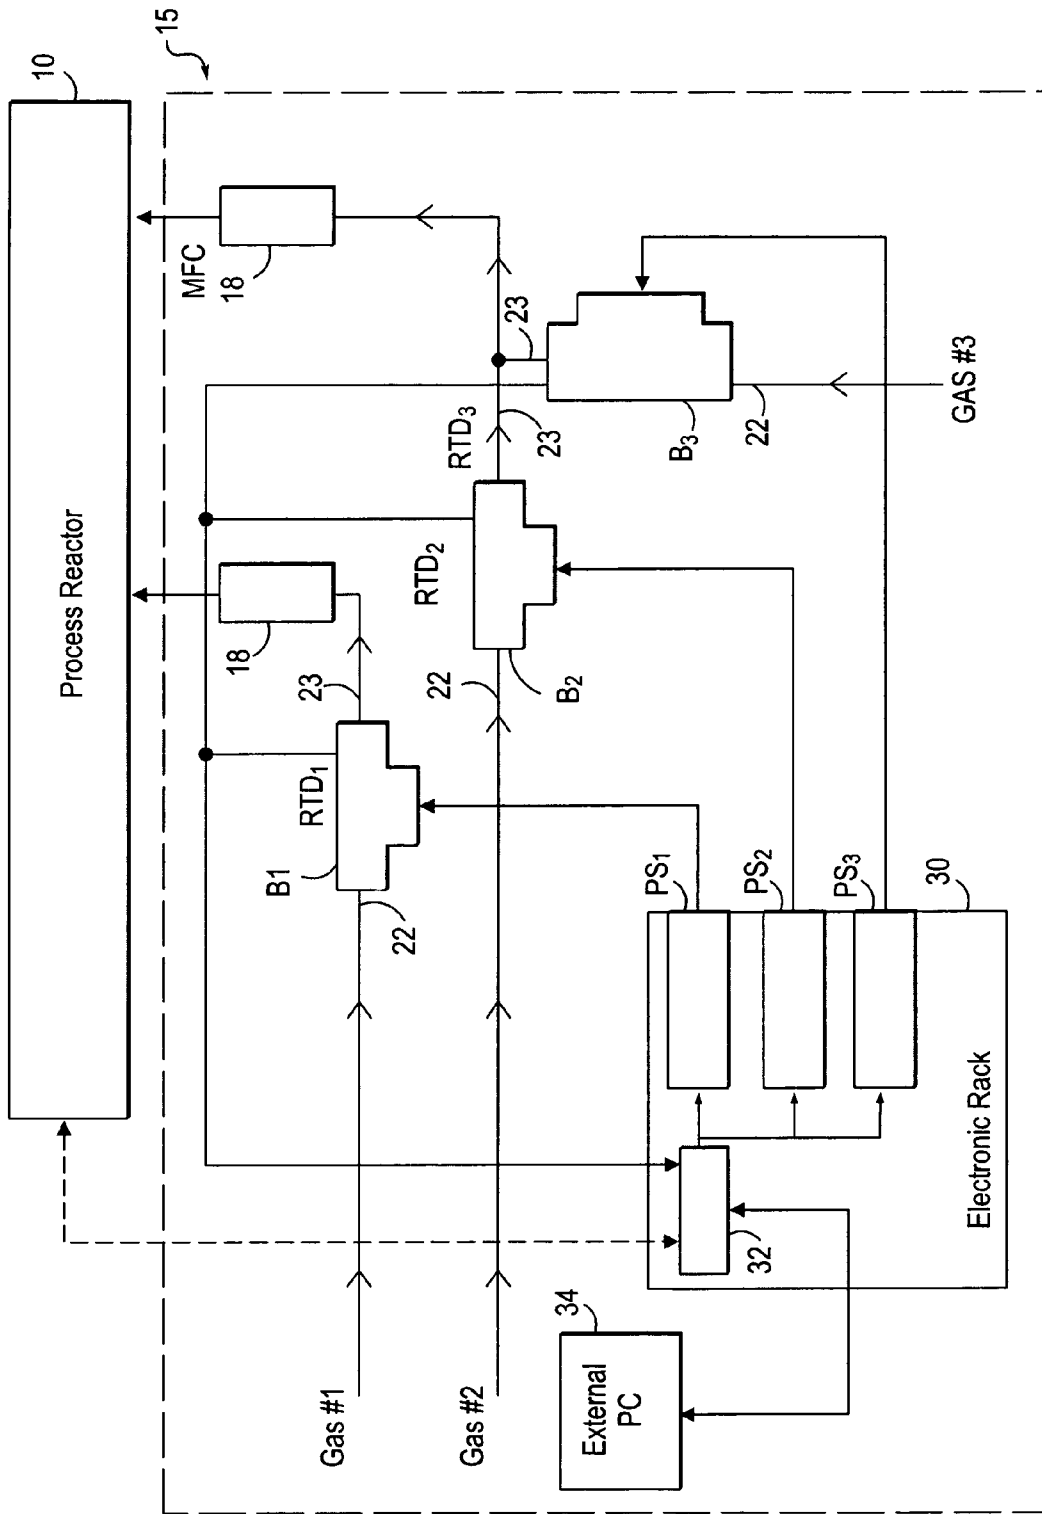 10
15
Process Reactor
MFC
18
18
23
RTD3
23
B3
22
GAS #3
RTD2
22
B2
23
RTD1
B1
22
PS1
PS2
PS3
30
Electronic Rack
32
34
External
PC
Gas #1
Gas #2